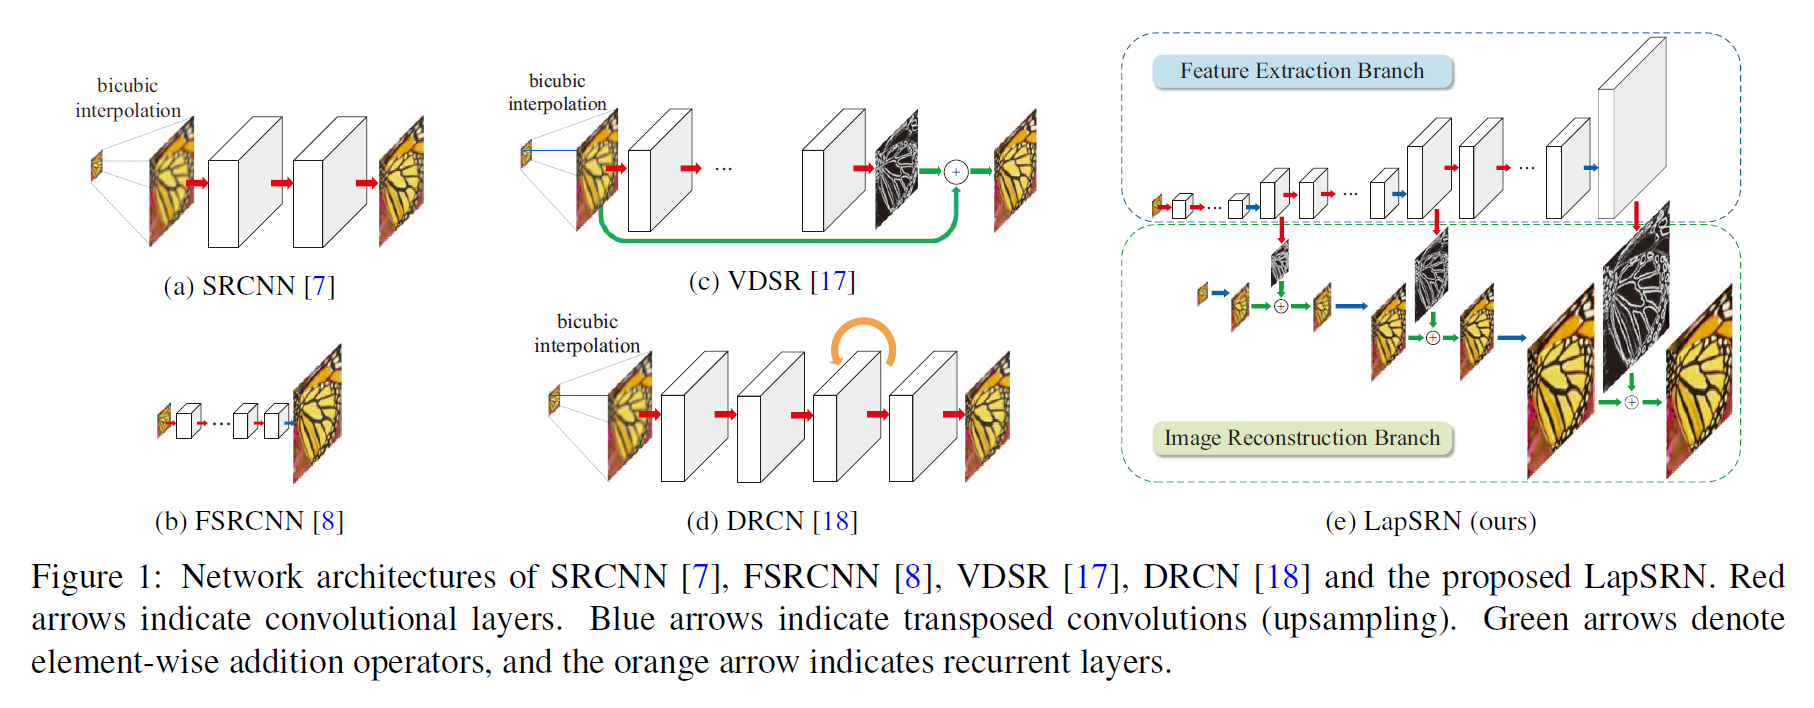 bicubic
interpolation
(a) SRCNN [7]
(b) FSRCNN [8]
bicubic
interpolation
...
+
(c) VDSR [17]
bicubic
interpolation
(d) DRCN [18]
Feature Extraction Branch
... ... ...
+
+
+
Image Reconstruction Branch
(e) LapSRN (ours)
Figure 1: Network architectures of SRCNN [7], FSRCNN [8], VDSR [17], DRCN [18] and the proposed LapSRN. Red
arrows indicate convolutional layers. Blue arrows indicate transposed convolutions (upsampling). Green arrows denote
element-wise addition operators, and the orange arrow indicates recurrent layers.